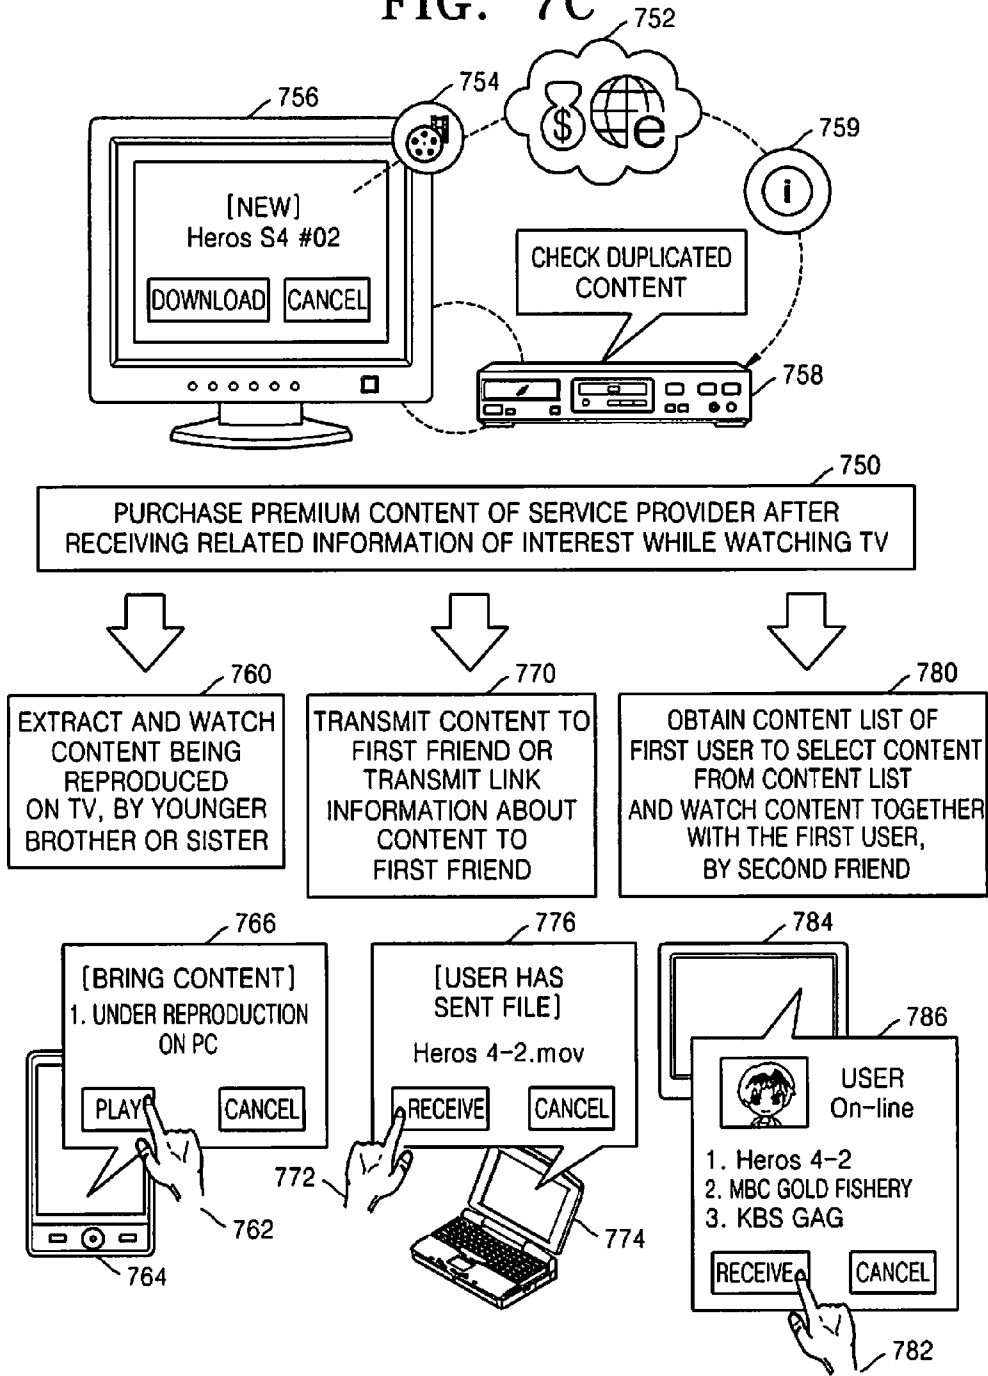 FIG. 7C
752
754
756
759
[NEW]
Heros S4 #02
DOWNLOAD
CANCEL
$
e
i
CHECK DUPLICATED
CONTENT
758
750
PURCHASE PREMIUM CONTENT OF SERVICE PROVIDER AFTER
RECEIVING RELATED INFORMATION OF INTEREST WHILE WATCHING TV
760
EXTRACT AND WATCH
CONTENT BEING
REPRODUCED
ON TV, BY YOUNGER
BROTHER OR SISTER
770
TRANSMIT CONTENT TO
FIRST FRIEND OR
TRANSMIT LINK
INFORMATION ABOUT
CONTENT TO
FIRST FRIEND
780
OBTAIN CONTENT LIST OF
FIRST USER TO SELECT CONTENT
FROM CONTENT LIST
AND WATCH CONTENT TOGETHER
WITH THE FIRST USER,
BY SECOND FRIEND
766
[BRING CONTENT]
1. UNDER REPRODUCTION
ON PC
PLAY
CANCEL
762
764
776
[USER HAS
SENT FILE]
Heros 4-2.mov
RECEIVE
CANCEL
772
774
784
786
USER
On-line
1. Heros 4-2
2. MBC GOLD FISHERY
3. KBS GAG
RECEIVE
CANCEL
782